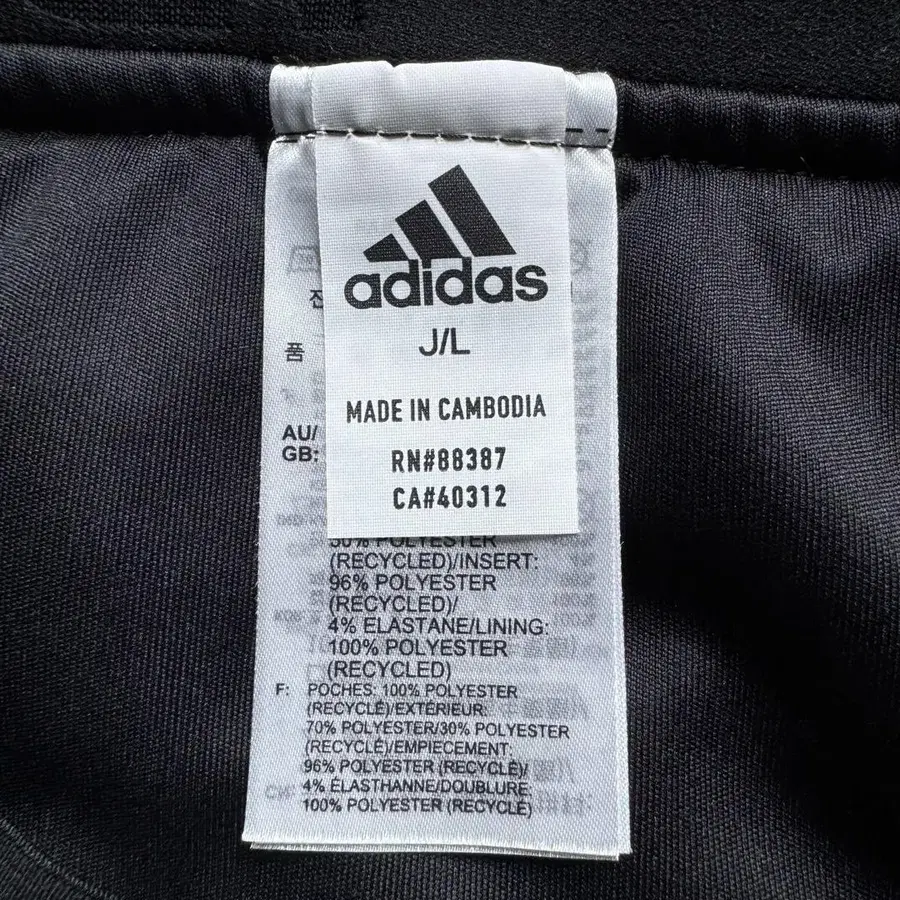 adidas
J/L
MADE IN CAMBODIA
RN#88387
CA#40312
품
AU/
GB:
POLYESTER
(RECYCLED)/INSERT:
96% POLYESTER
(RECYCLED)/
4% ELASTANE/LINING:
100% POLYESTER
(RECYCLED)
F: POCHES: 100% POLYESTER
(RECYCLÉ)/EXTÉRIEUR:
70% POLYESTER/30% POLYESTER
(RECYCLÉ)/EMPIECEMENT:
96% POLYESTER (RECYCLÉ)/
4% ÉLASTHANNE/DOUBLURE:
100% POLYESTER (RECYCLÉ)